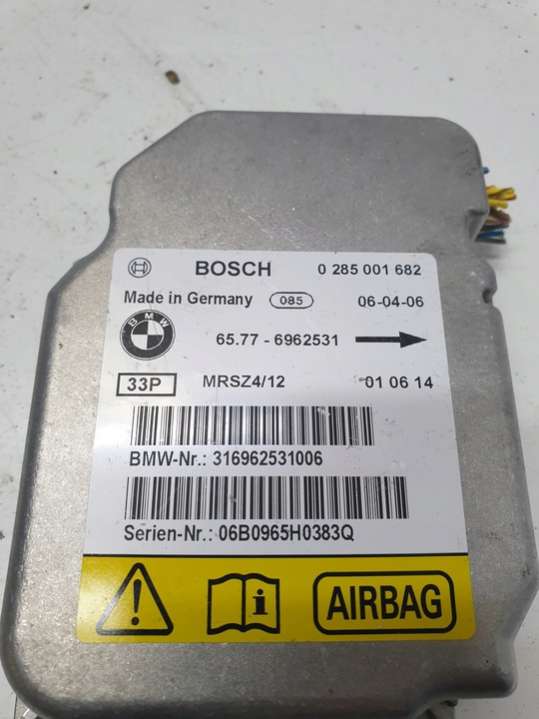 BOSCH 0 285 001 682
Made in Germany 085 06-04-06
BMW 65.77 - 6962531
33P MRSZ4/12 01 06 14
BMW-Nr.: 316962531006
Serien-Nr.: 06B0965H0383Q
AIRBAG